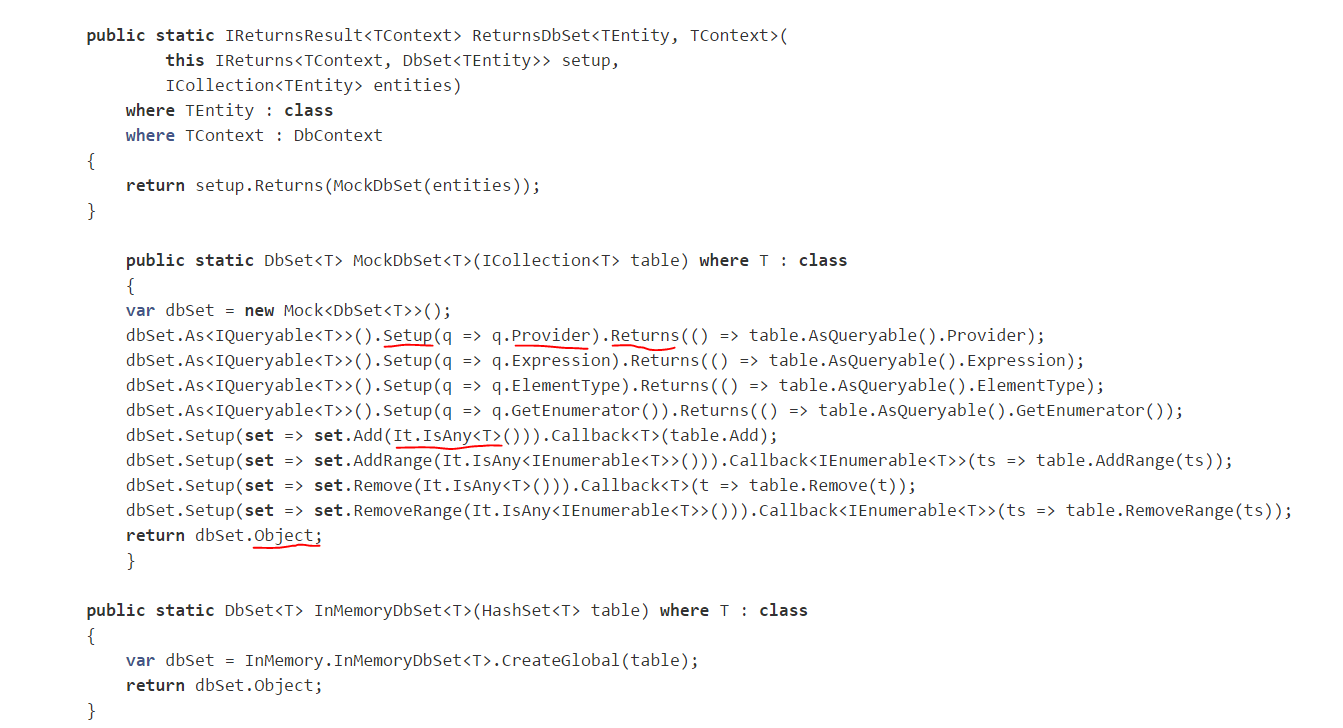 public static IReturnsResult<TContext> ReturnsDbSet<TEntity, TContext>(
this IReturns<TContext, DbSet<TEntity>> setup,
ICollection<TEntity> entities)
where TEntity : class
where TContext : DbContext
{
return setup.Returns(MockDbSet(entities));
}
public static DbSet<T> MockDbSet<T>(ICollection<T> table) where T : class
{
var dbSet = new Mock<DbSet<T>>();
dbSet.As<IQueryable<T>>().Setup(q => q.Provider).Returns(() => table.AsQueryable().Provider);
dbSet.As<IQueryable<T>>().Setup(q => q.Expression).Returns(() => table.AsQueryable().Expression);
dbSet.As<IQueryable<T>>().Setup(q => q.ElementType).Returns(() => table.AsQueryable().ElementType);
dbSet.As<IQueryable<T>>().Setup(q => q.GetEnumerator()).Returns(() => table.AsQueryable().GetEnumerator());
dbSet.Setup(set => set.Add(It.IsAny<T>())).Callback<T>(table.Add);
dbSet.Setup(set => set.AddRange(It.IsAny<IEnumerable<T>>())).Callback<IEnumerable<T>>(ts => table.AddRange(ts));
dbSet.Setup(set => set.Remove(It.IsAny<T>())).Callback<T>(t => table.Remove(t));
dbSet.Setup(set => set.RemoveRange(It.IsAny<IEnumerable<T>>())).Callback<IEnumerable<T>>(ts => table.RemoveRange(ts));
return dbSet.Object;
}
public static DbSet<T> InMemoryDbSet<T>(HashSet<T> table) where T : class
{
var dbSet = InMemory.InMemoryDbSet<T>.CreateGlobal(table);
return dbSet.Object;
}